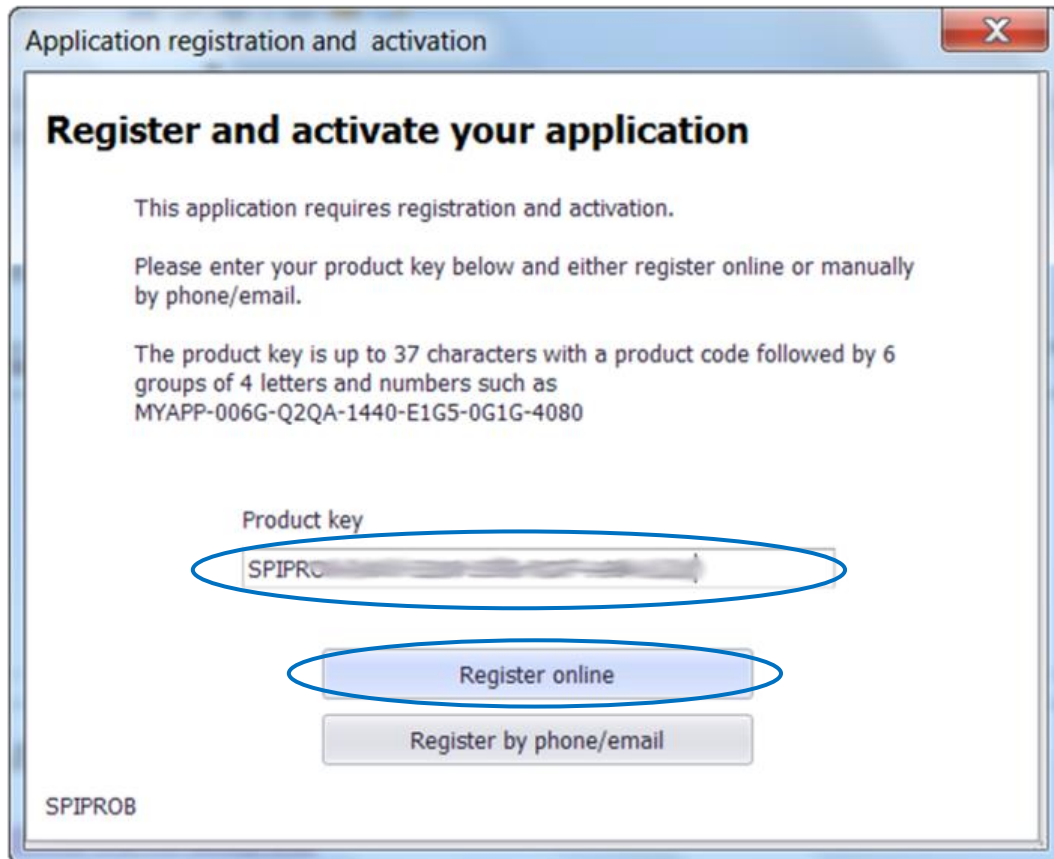 Application registration and activation
X
Register and activate your application
This application requires registration and activation.
Please enter your product key below and either register online or manually
by phone/email.
The product key is up to 37 characters with a product code followed by 6
groups of 4 letters and numbers such as
MYAPP-006G-Q2QA-1440-E1G5-0G1G-4080
Product key
SPIPRO
Register online
Register by phone/email
SPIPROB